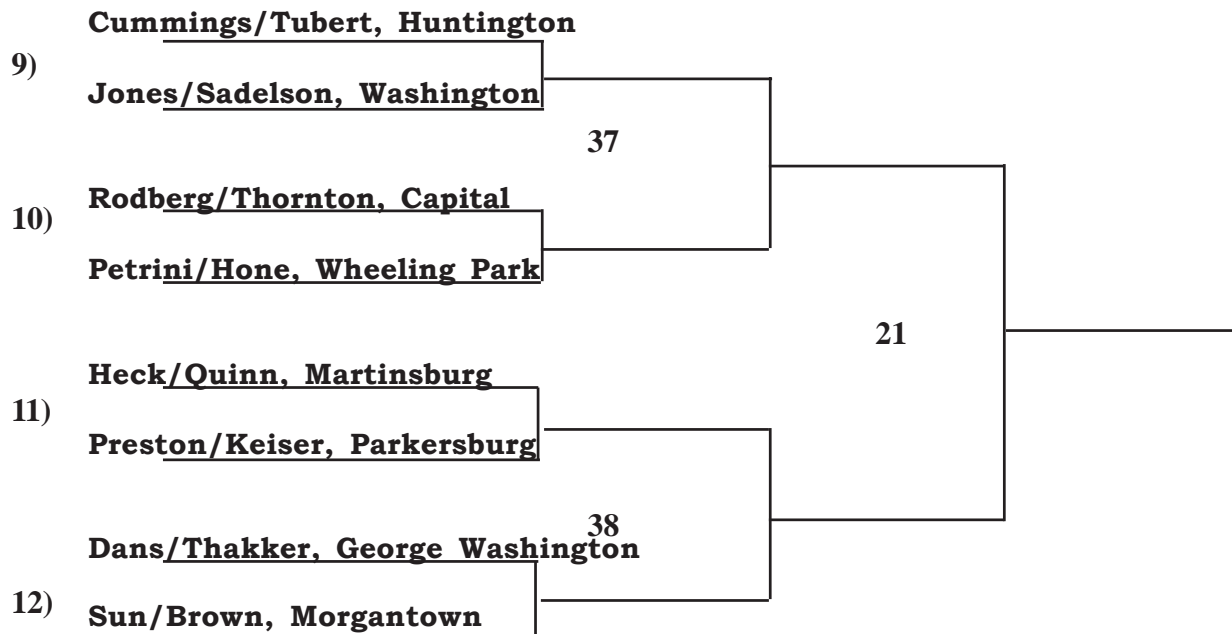 Cummings/Tubert, Huntington
9)
Jones/Sadelson, Washington
37
Rodberg/Thornton, Capital
10)
Petrini/Hone, Wheeling Park
21
Heck/Quinn, Martinsburg
11)
Preston/Keiser, Parkersburg
38
Dans/Thakker, George Washington
12)
Sun/Brown, Morgantown